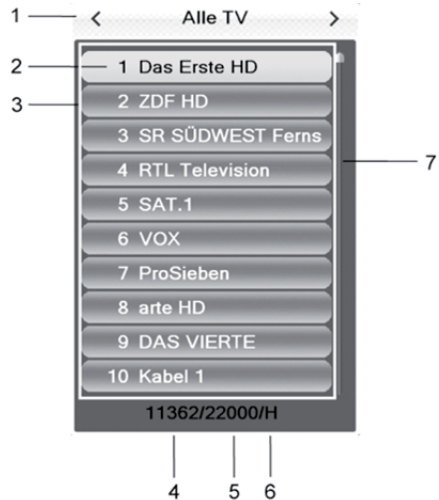 1 < Alle TV >
2 1 Das Erste HD
3 2 ZDF HD
3 SR SÜDWEST Ferns
4 RTL Television
7
5 SAT.1
6 VOX
7 ProSieben
8 arte HD
9 DAS VIERTE
10 Kabel 1
11362/22000/H
4 5 6